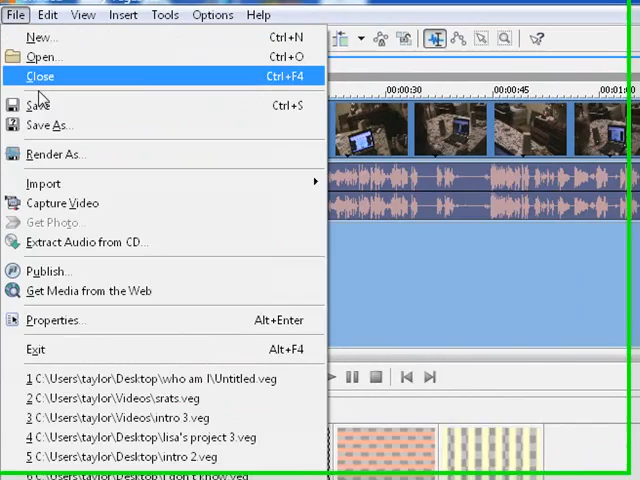 File Edit View Insert Tools Options Help
New... Ctrl+N
Open... Ctrl+O
Close Ctrl+F4
Save Ctrl+S
Save As...
Render As...
Import
Capture Video
Get Photo...
Extract Audio from CD...
Publish...
Get Media from the Web
Properties... Alt+Enter
Exit Alt+F4
1 C:\Users\taylor\Desktop\who am I\Untitled.veg
2 C:\Users\taylor\Videos\srats.veg
3 C:\Users\taylor\Videos\intro 3.veg
4 C:\Users\taylor\Desktop\lisa's project 3.veg
5 C:\Users\taylor\Desktop\intro 2.veg
6 C:\Users\taylor\Desktop\I don't know.veg
,00:00:30 ,00:00:45 ,00:01:00